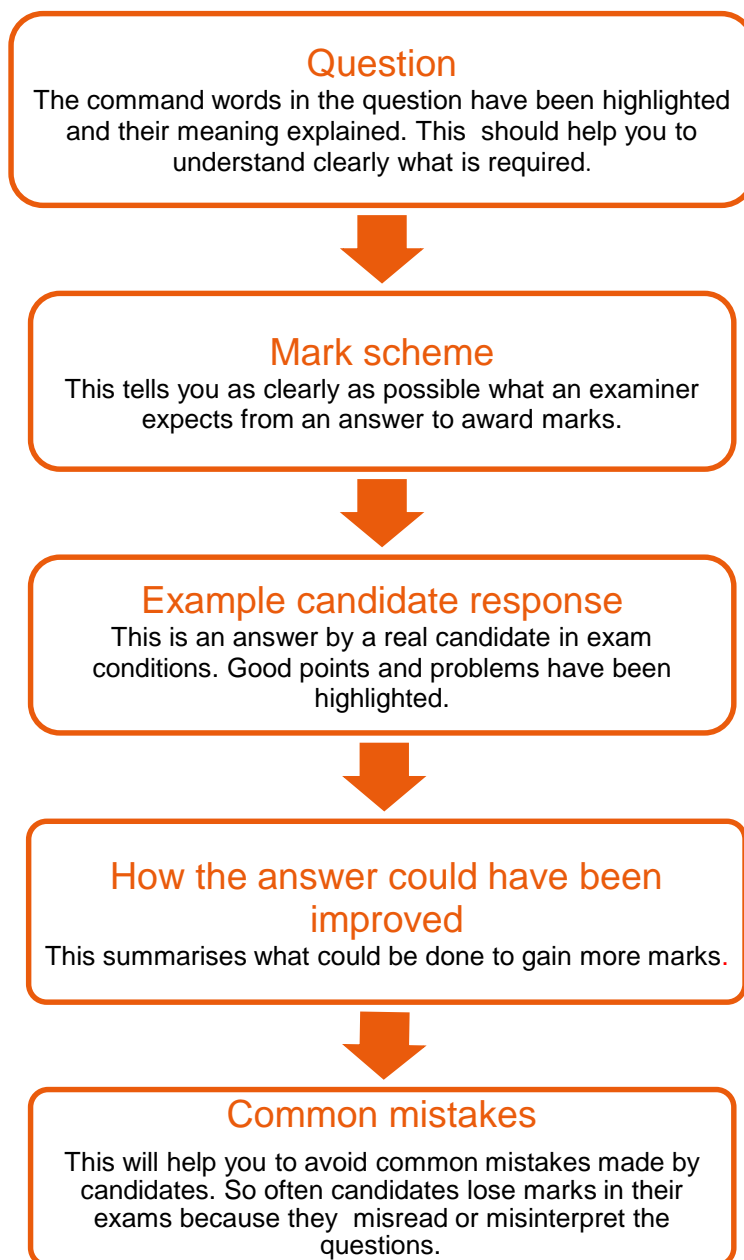 Question
The command words in the question have been highlighted
and their meaning explained. This  should help you to
understand clearly what is required.
Mark scheme
This tells you as clearly as possible what an examiner
expects from an answer to award marks.
Example candidate response
This is an answer by a real candidate in exam
conditions. Good points and problems have been
highlighted.
How the answer could have been
improved
This summarises what could be done to gain more marks.
Common mistakes
This will help you to avoid common mistakes made by
candidates. So often candidates lose marks in their
exams because they  misread or misinterpret the
questions.